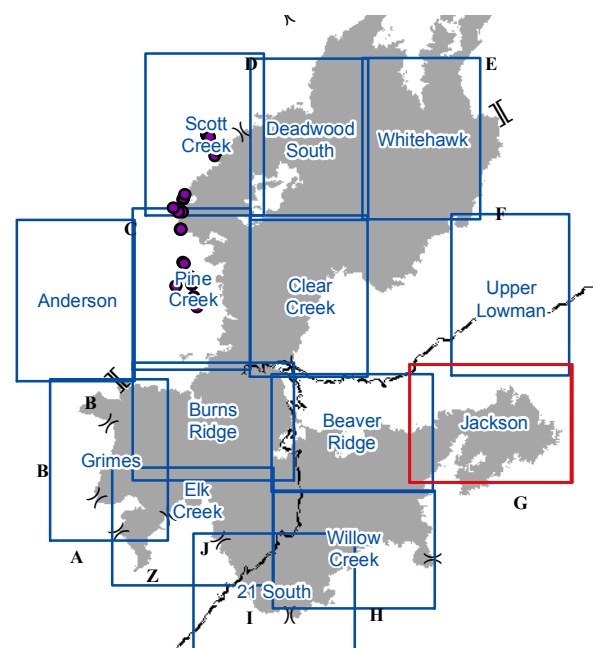 D
E
Scott
Creek
Deadwood
South
Whitehawk
C
F
Anderson
Pine
Creek
Clear
Creek
Upper
Lowman
B
Burns
Ridge
Beaver
Ridge
Jackson
B
Grimes
G
Elk
Creek
A
Z
J
Willow
Creek
21 South
I
H